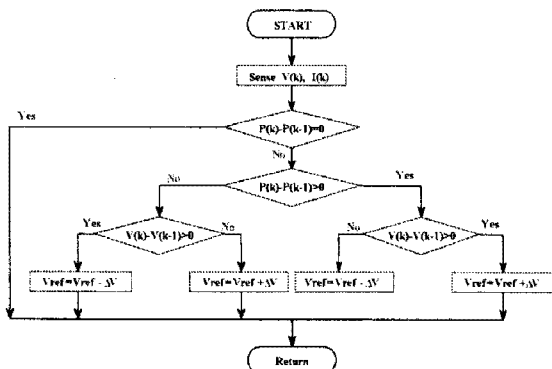 START
Sense V(k), I(k)
Yes
P(k)-P(k-1)=0
No
No
P(k)-P(k-1)>0
Yes
Yes
V(k)-V(k-1)>0
No
No
V(k)-V(k-1)>0
Yes
Vref=Vref - ΔV
Vref=Vref +ΔV
Vref=Vref - ΔV
Vref=Vref +ΔV
Return